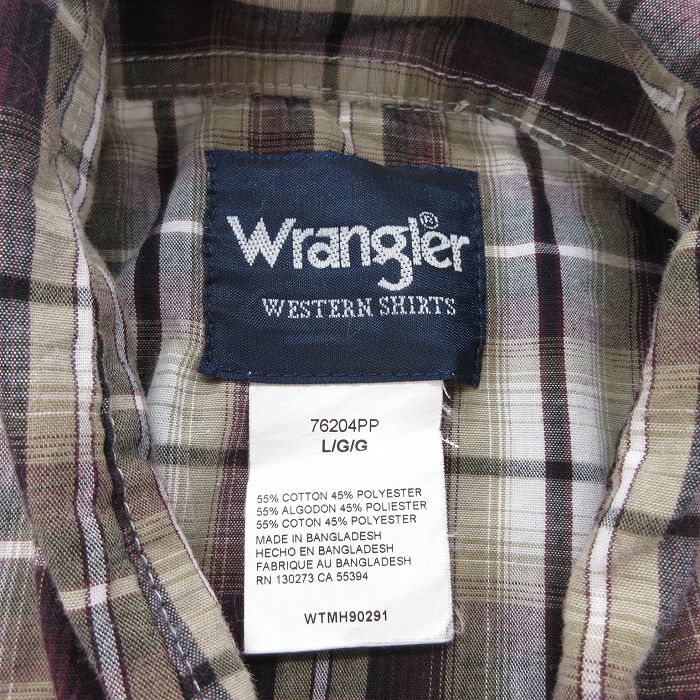 Wrangler®
WESTERN SHIRTS
76204PP
L/G/G
55% COTTON 45% POLYESTER
55% ALGODON 45% POLIESTER
55% COTON 45% POLYESTER
MADE IN BANGLADESH
HECHO EN BANGLADESH
FABRIQUE AU BANGLADESH
RN 130273 CA 55394
WTMH90291